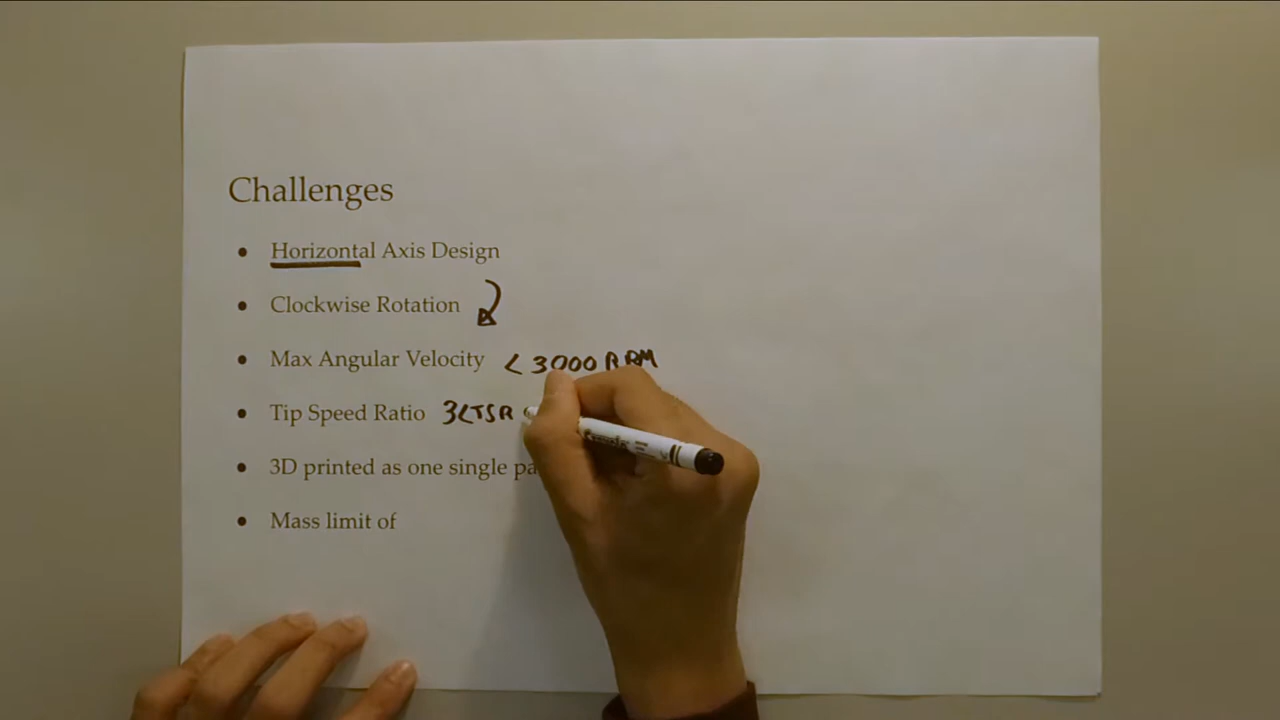 Challenges
• Horizontal Axis Design
• Clockwise Rotation
• Max Angular Velocity < 3000 RPM
• Tip Speed Ratio 3<TSR
• 3D printed as one single
• Mass limit of